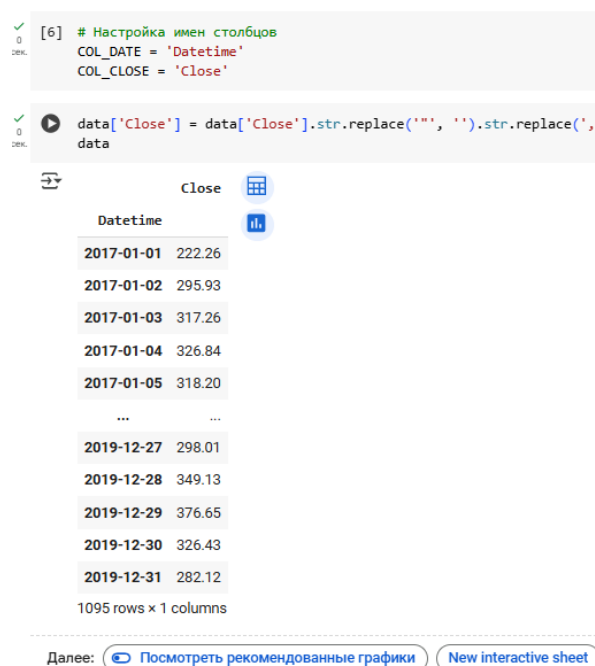 [6] # Настройка имен столбцов
0
сек.
COL_DATE = 'Datetime'
COL_CLOSE = 'Close'
0
сек.
data['Close'] = data['Close'].str.replace('"', '').str.replace(',
data
Close
Datetime
2017-01-01 222.26
2017-01-02 295.93
2017-01-03 317.26
2017-01-04 326.84
2017-01-05 318.20
... ...
2019-12-27 298.01
2019-12-28 349.13
2019-12-29 376.65
2019-12-30 326.43
2019-12-31 282.12
1095 rows × 1 columns
Далее: Посмотреть рекомендованные графики New interactive sheet